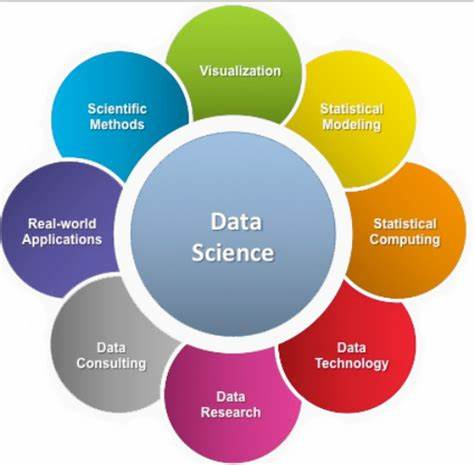 Visualization
Statistical
Modeling
Statistical
Computing
Data
Technology
Data
Research
Data
Consulting
Real-world
Applications
Scientific
Methods
Data
Science